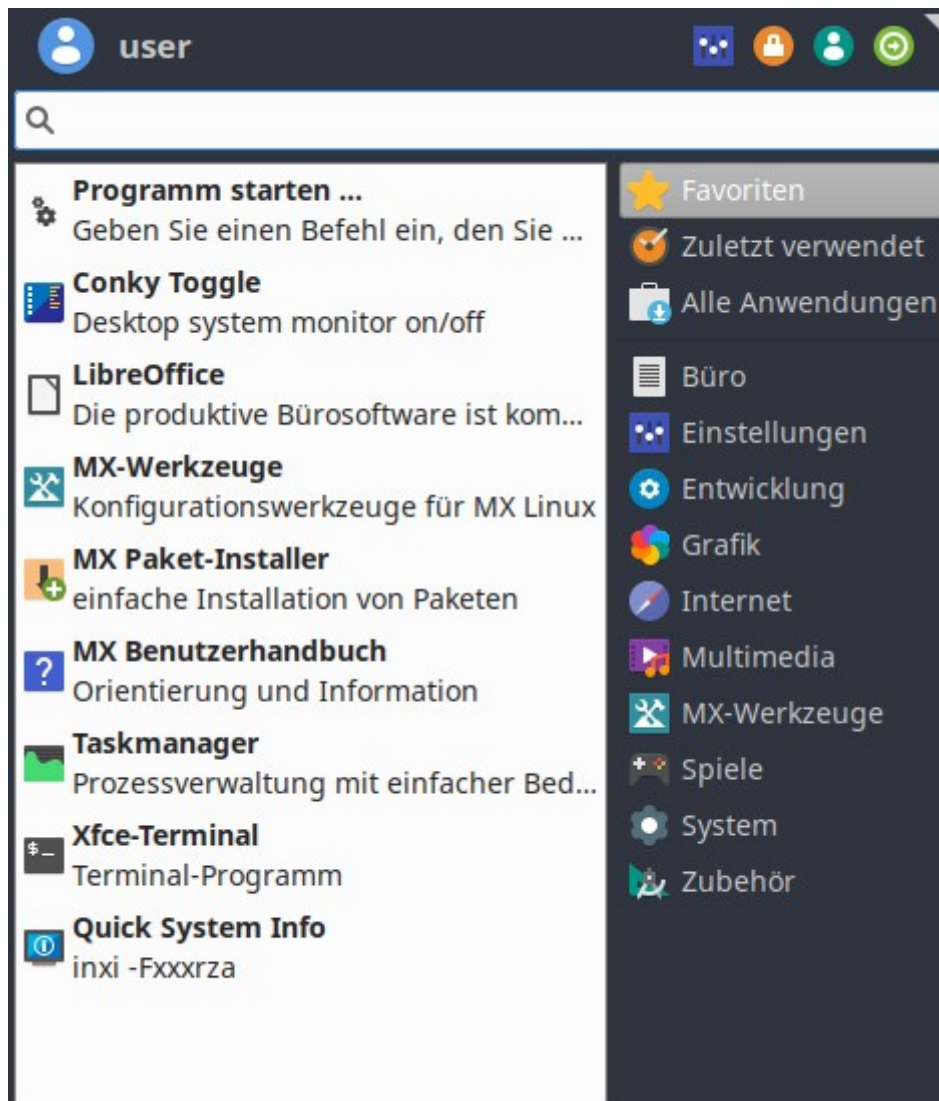 user
Programm starten ...
Geben Sie einen Befehl ein, den Sie ...
Conky Toggle
Desktop system monitor on/off
LibreOffice
Die produktive Bürosoftware ist kom...
MX-Werkzeuge
Konfigurationswerkzeuge für MX Linux
MX Paket-Installer
einfache Installation von Paketen
MX Benutzerhandbuch
Orientierung und Information
Taskmanager
Prozessverwaltung mit einfacher Bed...
Xfce-Terminal
Terminal-Programm
Quick System Info
inxi -Fxxxrza
Favoriten
Zuletzt verwendet
Alle Anwendungen
Büro
Einstellungen
Entwicklung
Grafik
Internet
Multimedia
MX-Werkzeuge
Spiele
System
Zubehör